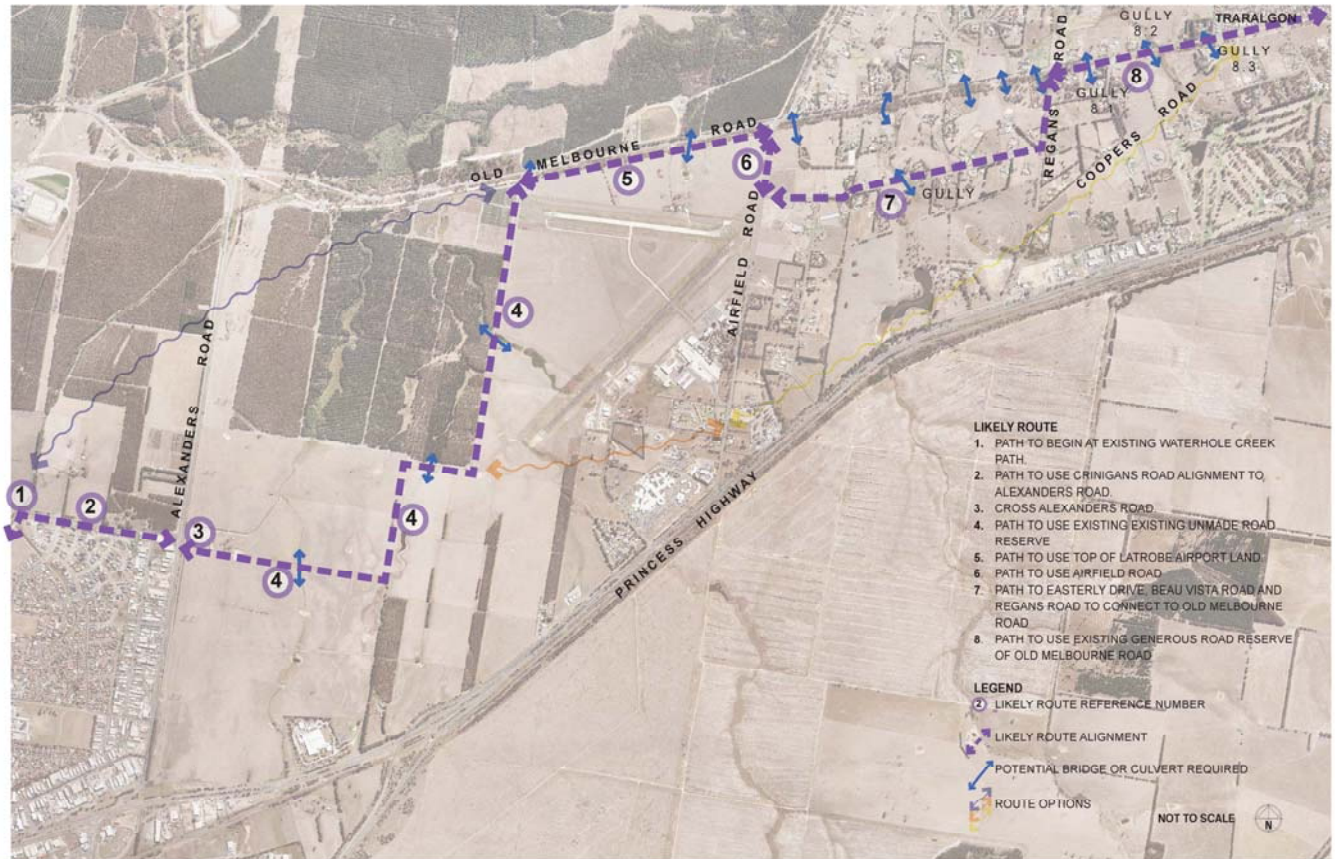 TRARALGON
GULLY
8.2
GULLY
8.3
8
REGANS ROAD
GULLY
8.1
COOPERS ROAD
OLD MELBOURNE ROAD
5
6
7
GULLY
REGANS
AIRFIELD ROAD
4
ALEXANDERS ROAD
1
2
3
4
4
PRINCESS HIGHWAY
LIKELY ROUTE
1. PATH TO BEGIN AT EXISTING WATERHOLE CREEK
PATH.
2. PATH TO USE CRINIGANS ROAD ALIGNMENT TO
ALEXANDERS ROAD.
3. CROSS ALEXANDERS ROAD
4. PATH TO USE EXISTING EXISTING UNMADE ROAD
RESERVE
5. PATH TO USE TOP OF LATROBE AIRPORT LAND
6 PATH TO USE AIRFIELD ROAD
7. PATH TO EASTERLY DRIVE, BEAU VISTA ROAD AND
REGANS ROAD TO CONNECT TO OLD MELBOURNE
ROAD
8. PATH TO USE EXISTING GENEROUS ROAD RESERVE
OF OLD MELBOURNE ROAD
LEGEND
2 LIKELY ROUTE REFERENCE NUMBER
LIKELY ROUTE ALIGNMENT
POTENTIAL BRIDGE OR CULVERT REQUIRED
ROUTE OPTIONS
NOT TO SCALE
N